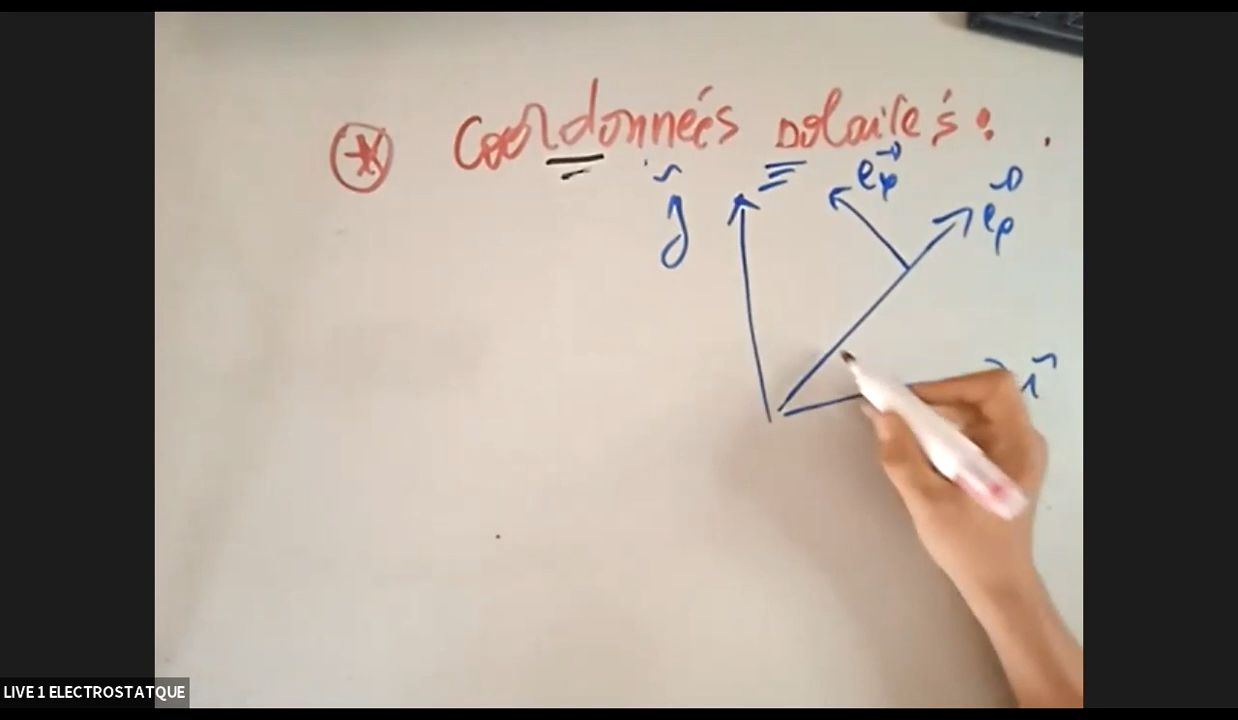 * Coordonnées polaires :
j⃗ e⃗φ e⃗ρ
i⃗
LIVE 1 ELECTROSTATQUE